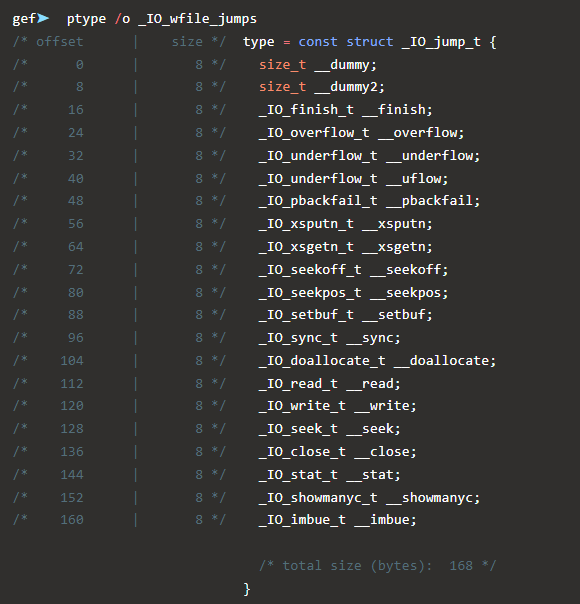 gef➤  ptype /o _IO_wfile_jumps
/* offset      |    size */  type = const struct _IO_jump_t {
/*      0      |       8 */    size_t __dummy;
/*      8      |       8 */    size_t __dummy2;
/*     16      |       8 */    _IO_finish_t __finish;
/*     24      |       8 */    _IO_overflow_t __overflow;
/*     32      |       8 */    _IO_underflow_t __underflow;
/*     40      |       8 */    _IO_underflow_t __uflow;
/*     48      |       8 */    _IO_pbackfail_t __pbackfail;
/*     56      |       8 */    _IO_xsputn_t __xsputn;
/*     64      |       8 */    _IO_xsgetn_t __xsgetn;
/*     72      |       8 */    _IO_seekoff_t __seekoff;
/*     80      |       8 */    _IO_seekpos_t __seekpos;
/*     88      |       8 */    _IO_setbuf_t __setbuf;
/*     96      |       8 */    _IO_sync_t __sync;
/*    104      |       8 */    _IO_doallocate_t __doallocate;
/*    112      |       8 */    _IO_read_t __read;
/*    120      |       8 */    _IO_write_t __write;
/*    128      |       8 */    _IO_seek_t __seek;
/*    136      |       8 */    _IO_close_t __close;
/*    144      |       8 */    _IO_stat_t __stat;
/*    152      |       8 */    _IO_showmanyc_t __showmanyc;
/*    160      |       8 */    _IO_imbue_t __imbue;
/* total size (bytes):  168 */
}